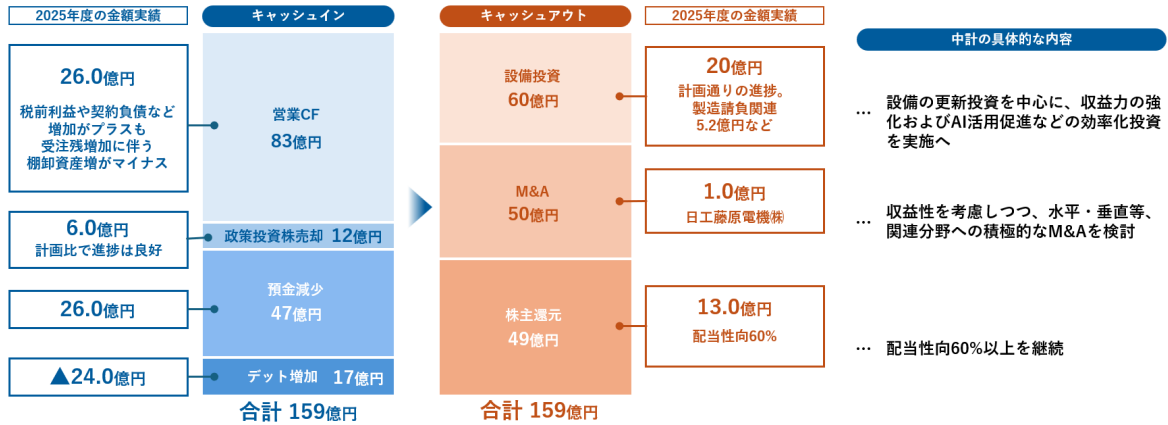 2025年度の金額実績
キャッシュイン
キャッシュアウト
2025年度の金額実績
中計の具体的な内容
26.0億円
税前利益や契約負債など
増加がプラスも
受注残増加に伴う
棚卸資産増がマイナス
営業CF
83億円
6.0億円
計画比で進捗は良好
政策投資株売却 12億円
26.0億円
預金減少
47億円
▲24.0億円
デット増加 17億円
合計 159億円
設備投資
60億円
20億円
計画通りの進捗。
製造請負関連
5.2億円など
… 設備の更新投資を中心に、収益力の強
化およびAI活用促進などの効率化投資
を実施へ
M&A
50億円
1.0億円
日工藤原電機㈱
… 収益性を考慮しつつ、水平・垂直等、
関連分野への積極的なM&Aを検討
株主還元
49億円
13.0億円
配当性向60%
… 配当性向60%以上を継続
合計 159億円